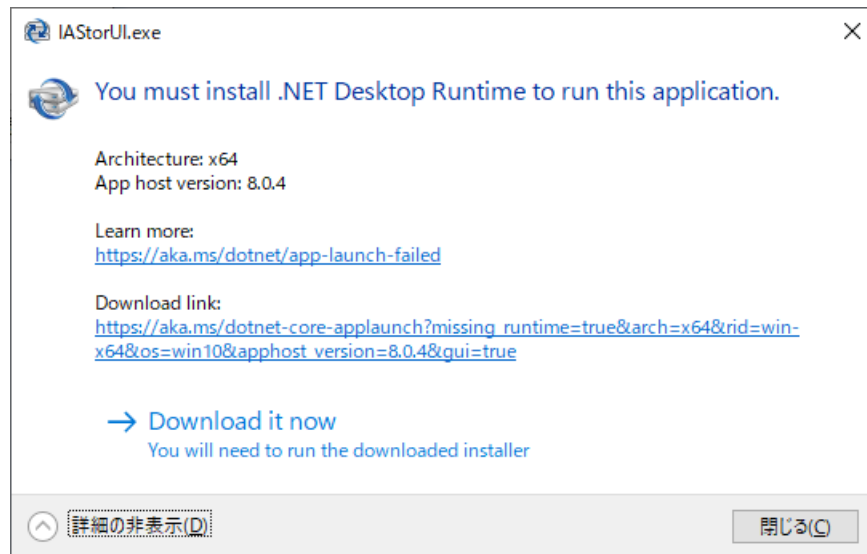 IAStorUI.exe
You must install .NET Desktop Runtime to run this application.
Architecture: x64
App host version: 8.0.4
Learn more:
https://aka.ms/dotnet/app-launch-failed
Download link:
https://aka.ms/dotnet-core-applaunch?missing_runtime=true&arch=x64&rid=win-
x64&os=win10&apphost_version=8.0.4&gui=true
Download it now
You will need to run the downloaded installer
詳細の非表示(D)
閉じる(C)